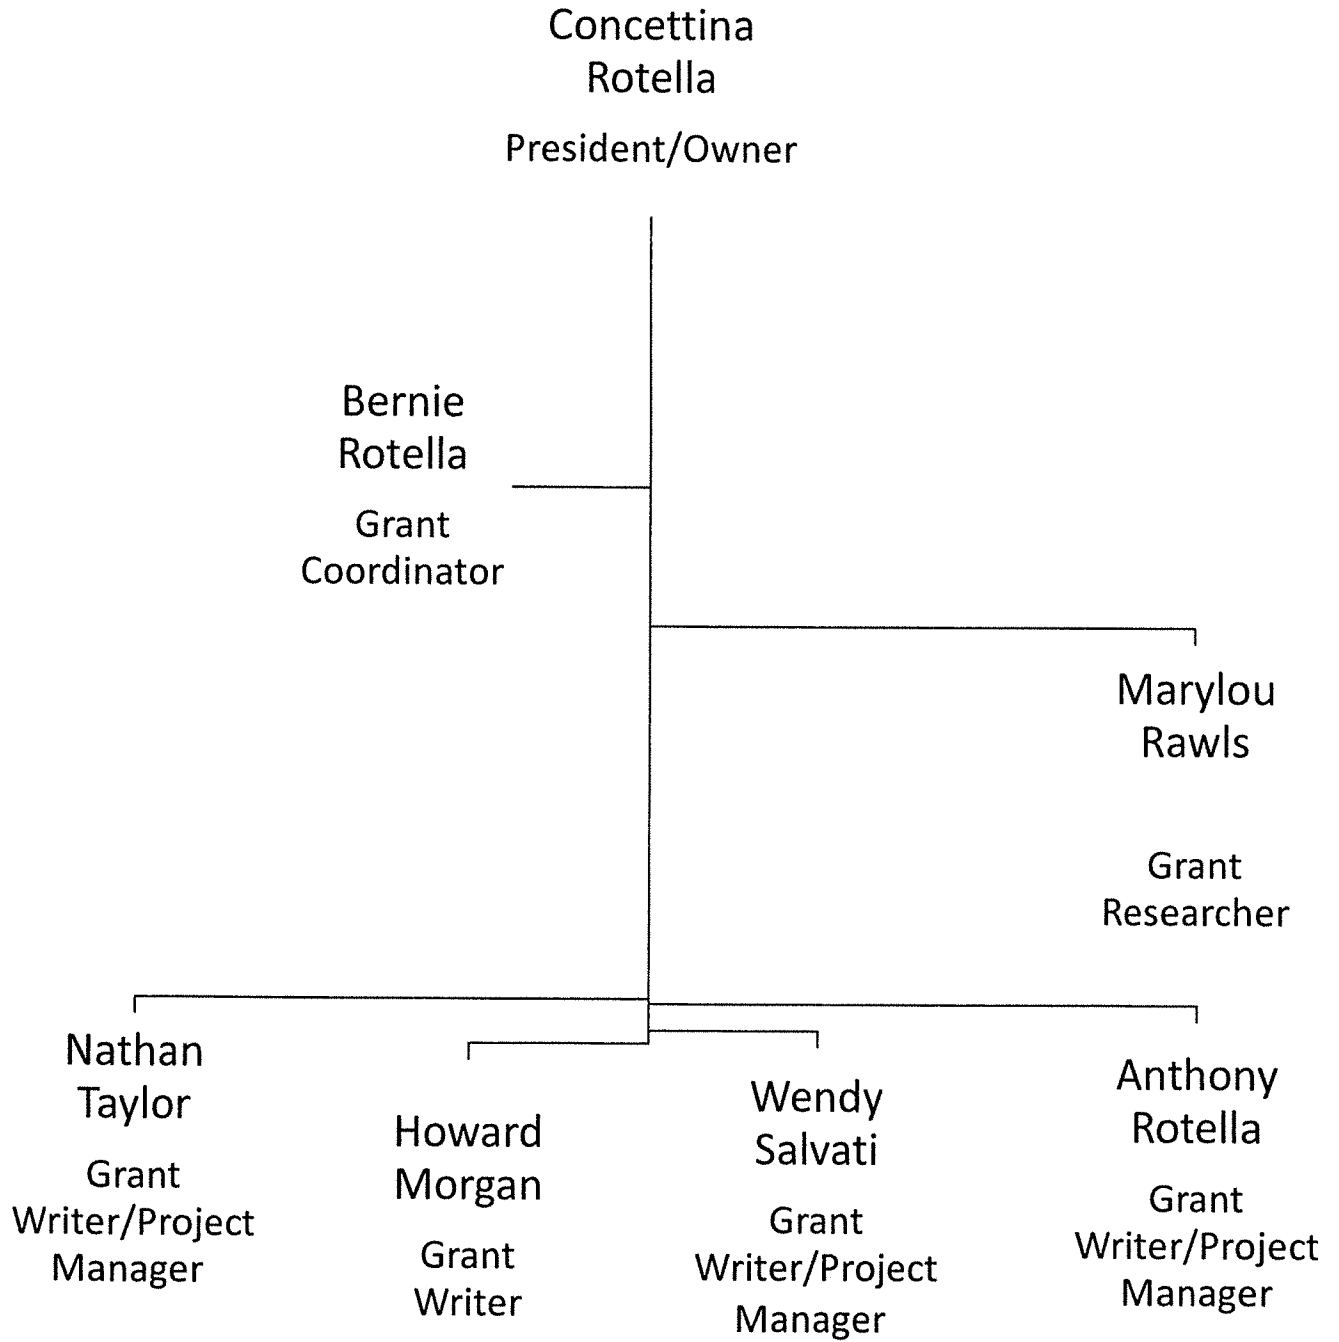 Concettina
Rotella
President/Owner
Bernie
Rotella
Grant
Coordinator
Marylou
Rawls
Grant
Researcher
Nathan
Taylor
Grant
Writer/Project
Manager
Howard
Morgan
Grant
Writer
Wendy
Salvati
Grant
Writer/Project
Manager
Anthony
Rotella
Grant
Writer/Project
Manager